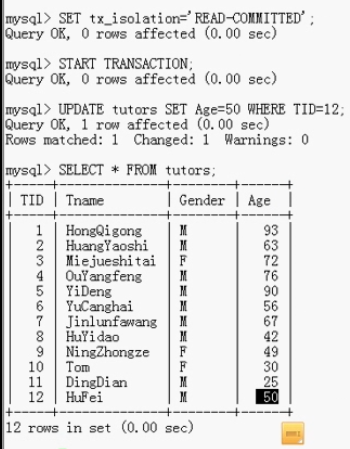 mysql> SET tx_isolation='READ-COMMITTED';
Query OK, 0 rows affected (0.00 sec)
mysql> START TRANSACTION;
Query OK, 0 rows affected (0.00 sec)
mysql> UPDATE tutors SET Age=50 WHERE TID=12;
Query OK, 1 row affected (0.00 sec)
Rows matched: 1  Changed: 1  Warnings: 0
mysql> SELECT * FROM tutors;
+-----+--------------+--------+------+
| TID | Tname        | Gender | Age  |
+-----+--------------+--------+------+
|   1 | HongQigong   | M      |   93 |
|   2 | HuangYaoshi  | M      |   63 |
|   3 | Miejueshitai | F      |   72 |
|   4 | OuYangfeng   | M      |   76 |
|   5 | YiDeng       | M      |   90 |
|   6 | YuCanghai    | M      |   56 |
|   7 | Jinlunfawang | M      |   67 |
|   8 | HuYidao      | M      |   42 |
|   9 | NingZhongze  | F      |   49 |
|  10 | Tom          | F      |   30 |
|  11 | DingDian     | M      |   25 |
|  12 | HuFei        | M      |   50 |
+-----+--------------+--------+------+
12 rows in set (0.00 sec)